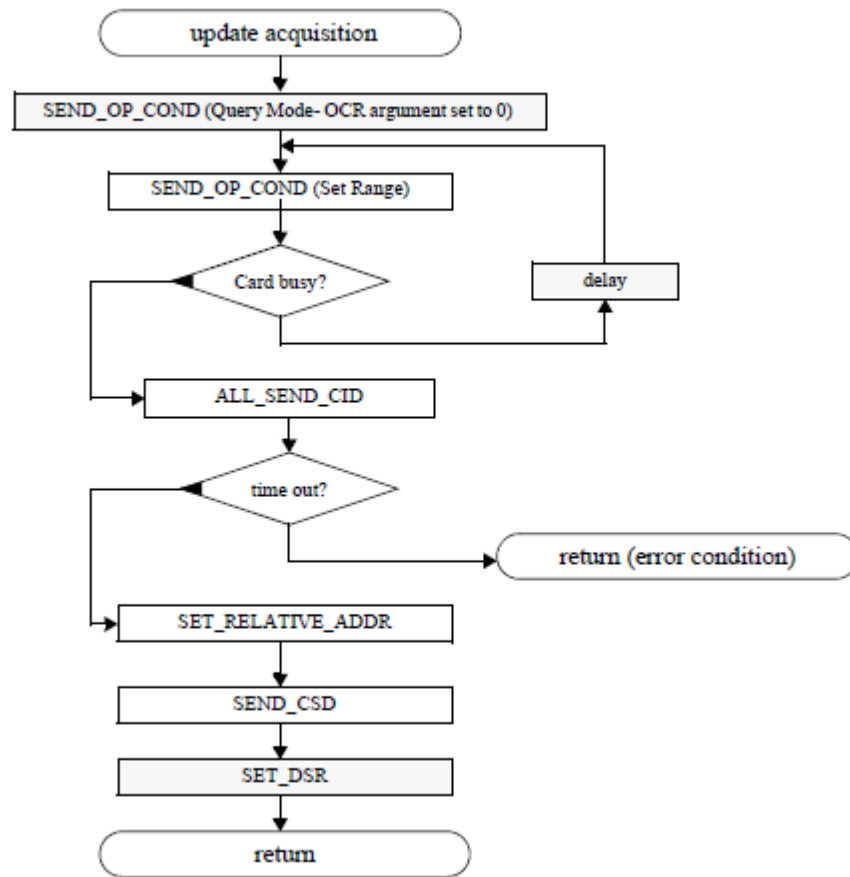 update acquisition
SEND_OP_COND (Query Mode- OCR argument set to 0)
SEND_OP_COND (Set Range)
Card busy?
delay
ALL_SEND_CID
time out?
return (error condition)
SET_RELATIVE_ADDR
SEND_CSD
SET_DSR
return